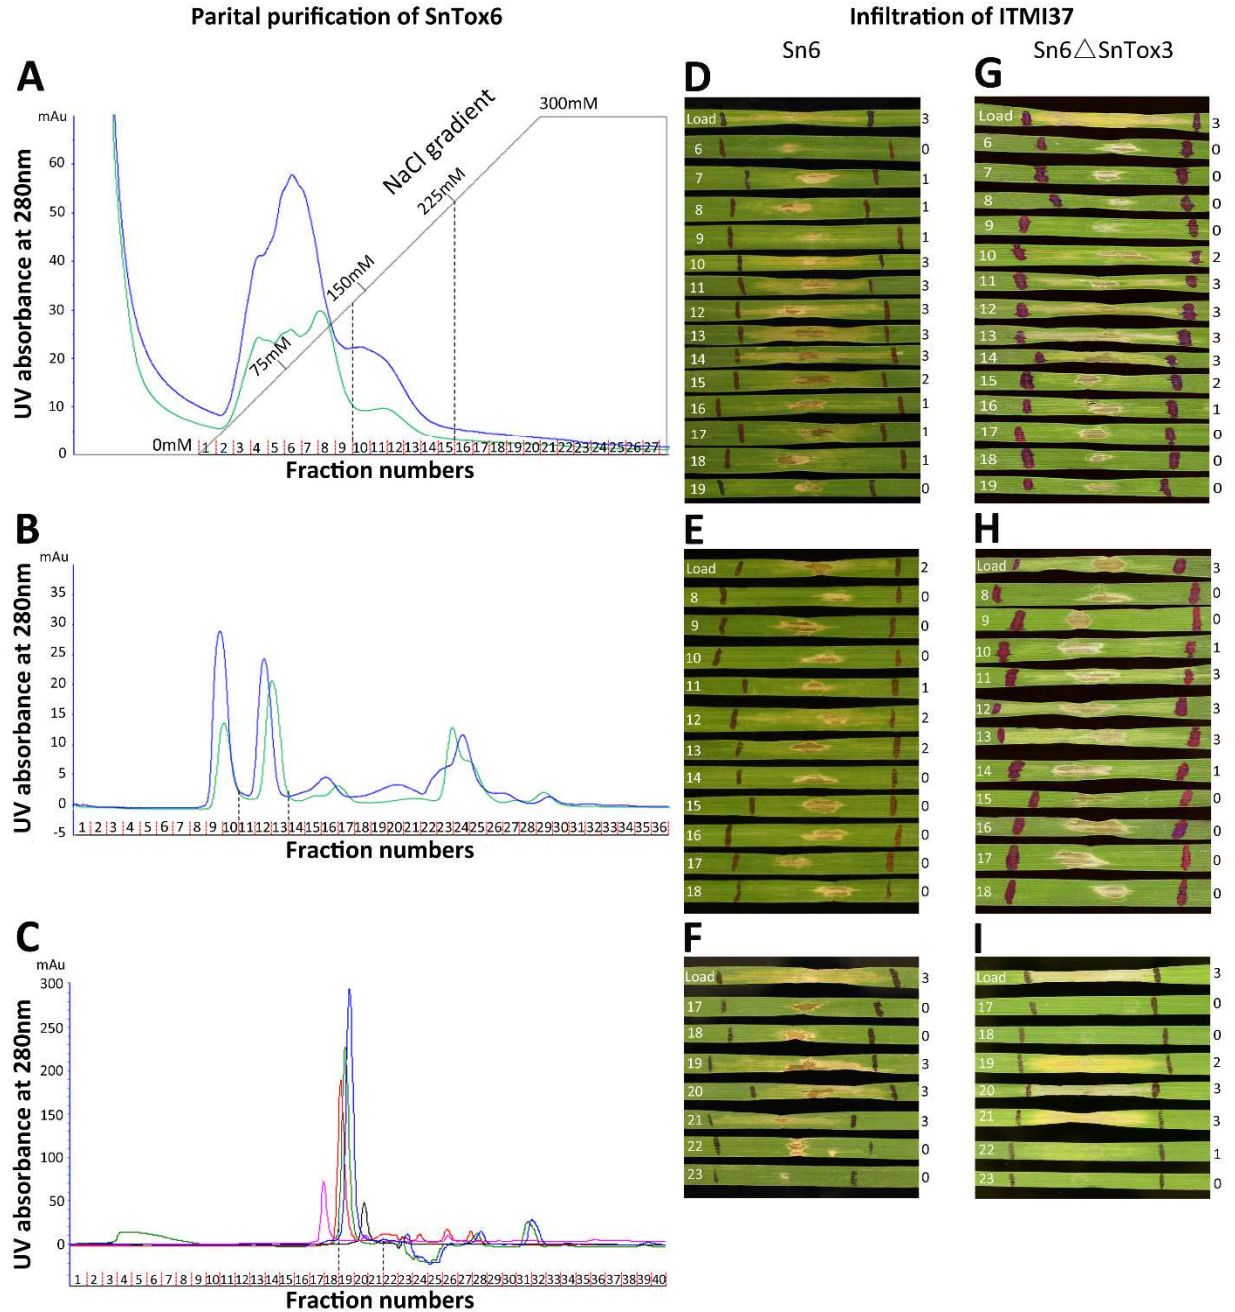 Parital purification of SnTox6
Infiltration of ITMI37
Sn6
Sn6△SnTox3
A
mAu
UV absorbance at 280nm
60
50
40
30
20
10
0
NaCl gradient
0mM
75mM
150mM
225mM
300mM
1 2 3 4 5 6 7 8 9 10 11 12 13 14 15 16 17 18 19 20 21 22 23 24 25 26 27
Fraction numbers
D
Load 3
6 0
7 1
8 1
9 1
10 3
11 3
12 3
13 3
14 3
15 2
16 1
17 1
18 1
19 0
G
Load 3
6 0
7 0
8 0
9 0
10 2
11 3
12 3
13 3
14 3
15 2
16 1
17 0
18 0
19 0
B
mAu
UV absorbance at 280nm
35
30
25
20
15
10
5
0
-5
1 2 3 4 5 6 7 8 9 10 11 12 13 14 15 16 17 18 19 20 21 22 23 24 25 26 27 28 29 30 31 32 33 34 35 36
Fraction numbers
E
Load 2
8 0
9 0
10 0
11 1
12 2
13 2
14 0
15 0
16 0
17 0
18 0
H
Load 3
8 0
9 0
10 1
11 3
12 3
13 3
14 1
15 0
16 0
17 0
18 0
C
mAu
UV absorbance at 280nm
300
250
200
150
100
50
0
1 2 3 4 5 6 7 8 9 10 11 12 13 14 15 16 17 18 19 20 21 22 23 24 25 26 28 29 30 31 32 33 34 35 36 37 38 39 40
Fraction numbers
F
Load 3
17 0
18 0
19 3
20 3
21 3
22 0
23 0
I
Load 3
17 0
18 0
19 2
20 3
21 3
22 1
23 0